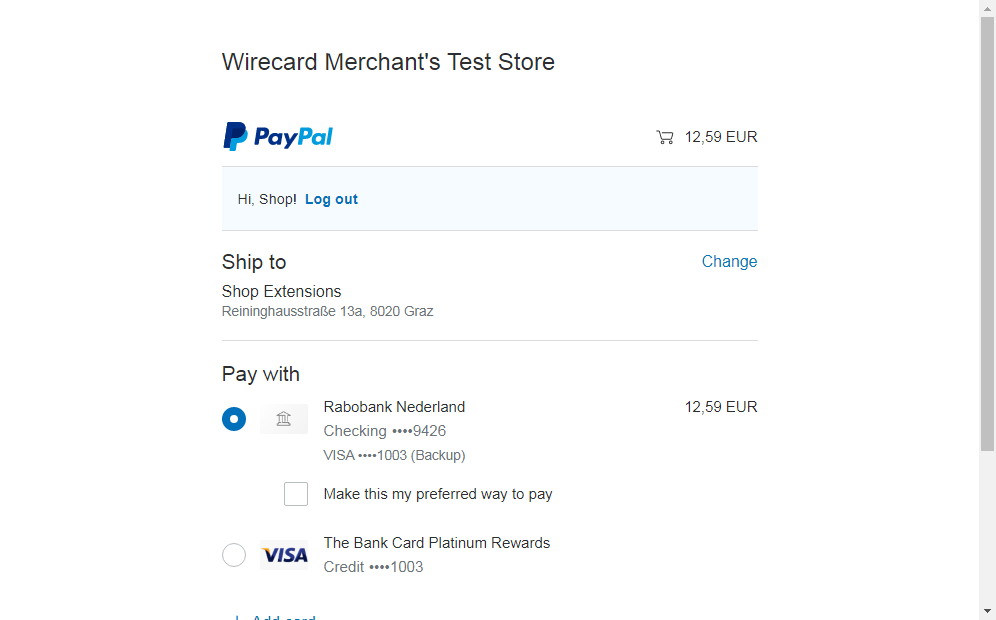 Wirecard Merchant's Test Store
PayPal
12,59 EUR
Hi, Shop! Log out
Ship to
Change
Shop Extensions
Reininghausstraße 13a, 8020 Graz
Pay with
Rabobank Nederland
12,59 EUR
Checking ••••9426
VISA ••••1003 (Backup)
Make this my preferred way to pay
VISA
The Bank Card Platinum Rewards
Credit ••••1003
+ Add card